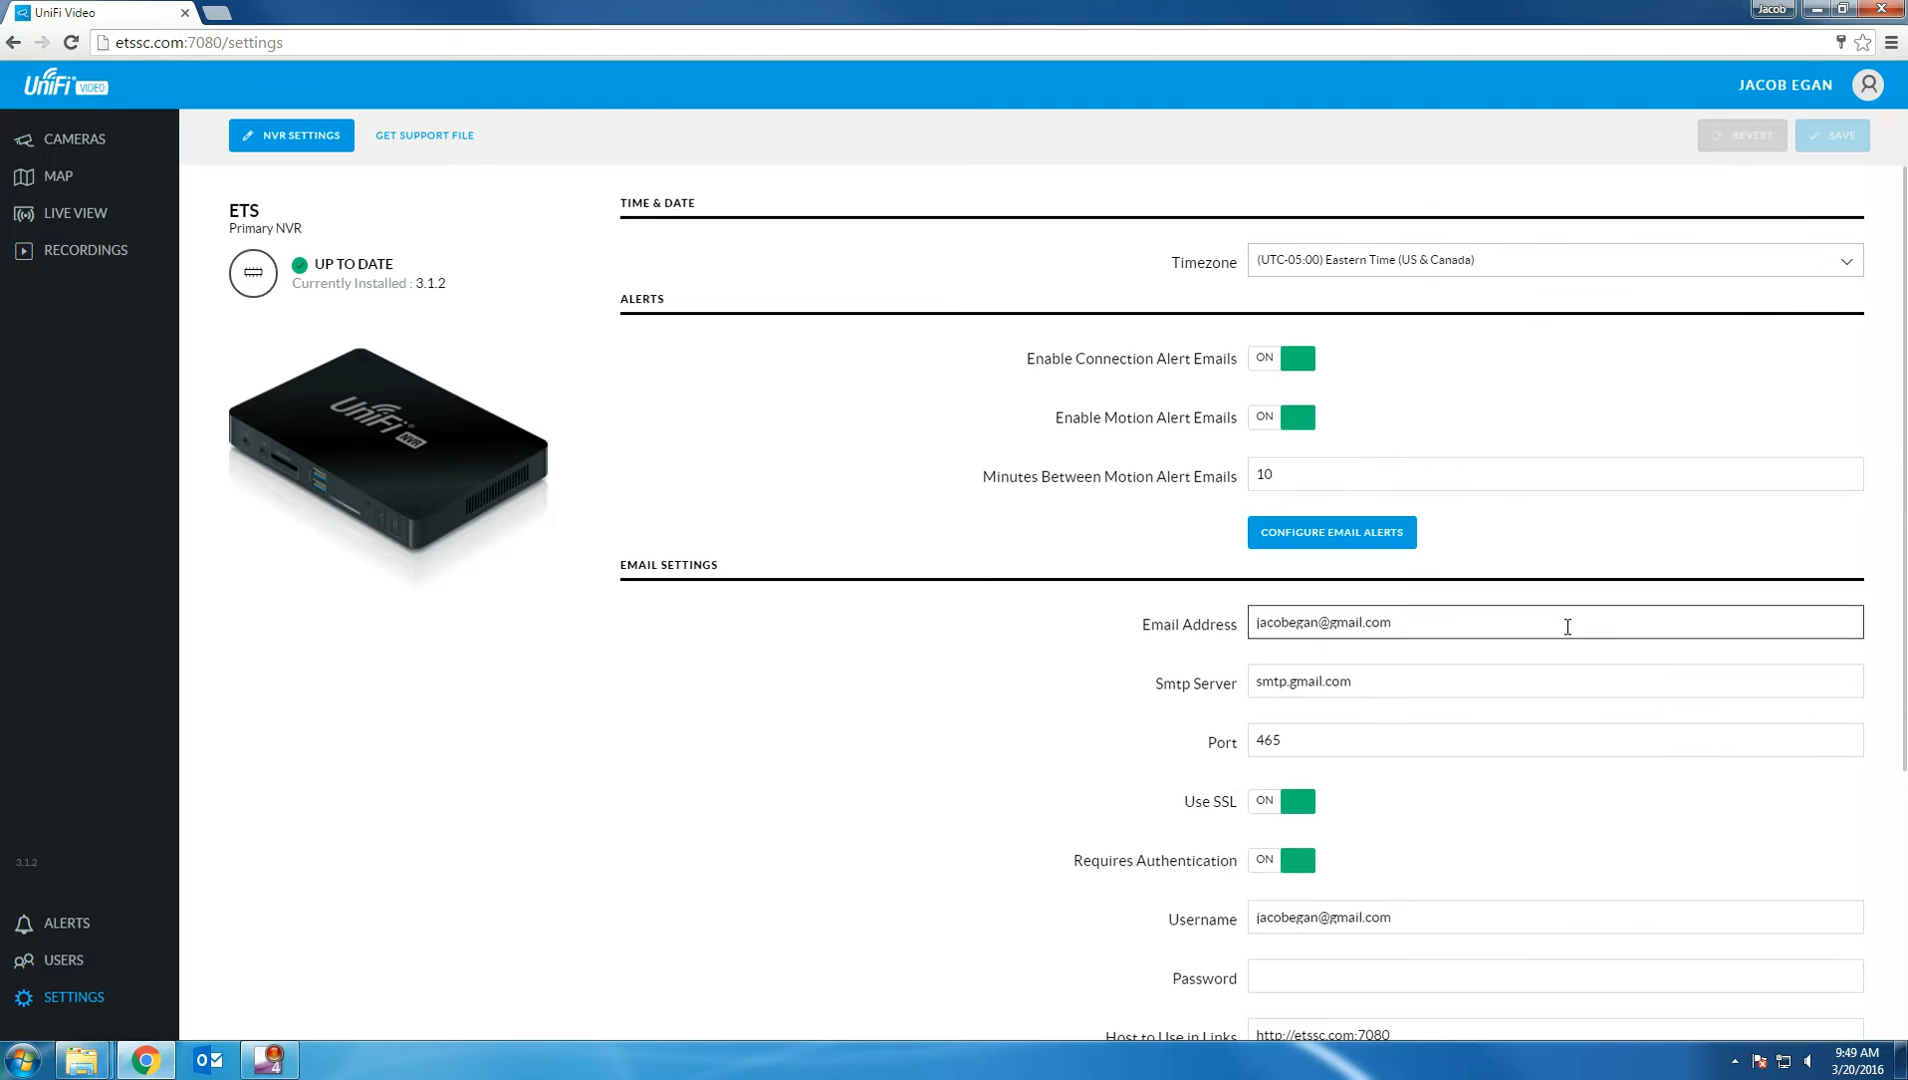 UniFi Video
Jacob
etssc.com:7080/settings
UniFi VIDEO
JACOB EGAN
CAMERAS
MAP
LIVE VIEW
RECORDINGS
3.1.2
ALERTS
USERS
SETTINGS
NVR SETTINGS
GET SUPPORT FILE
REVERT
SAVE
ETS
Primary NVR
UP TO DATE
Currently Installed : 3.1.2
UniFi NVR
TIME & DATE
Timezone (UTC-05:00) Eastern Time (US & Canada)
ALERTS
Enable Connection Alert Emails ON
Enable Motion Alert Emails ON
Minutes Between Motion Alert Emails 10
CONFIGURE EMAIL ALERTS
EMAIL SETTINGS
Email Address jacobegan@gmail.com
Smtp Server smtp.gmail.com
Port 465
Use SSL ON
Requires Authentication ON
Username jacobegan@gmail.com
Password
Host to Use in Links http://etssc.com:7080
4
9:49 AM
3/20/2016